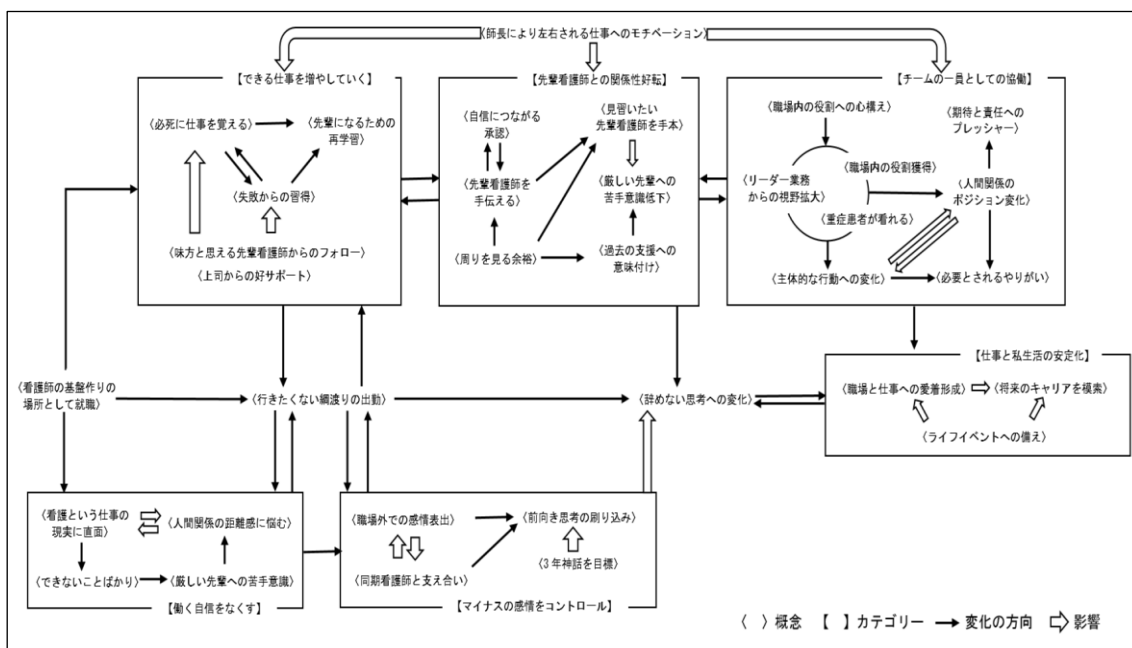 〈師長により左右される仕事へのモチベーション〉
【できる仕事を増やしていく】
〈必死に仕事を覚える〉
〈先輩になるための
再学習〉
〈失敗からの習得〉
〈味方と思える先輩看護師からのフォロー〉
〈上司からの好サポート〉
【先輩看護師との関係性好転】
〈自信につながる
承認〉
〈見習いたい
先輩看護師を手本〉
〈先輩看護師を
手伝える〉
〈厳しい先輩への
苦手意識低下〉
〈周りを見る余裕〉
〈過去の支援への
意味付け〉
【チームの一員としての協働】
〈職場内の役割への心構え〉
〈期待と責任への
プレッシャー〉
〈職場内の役割獲得〉
〈リーダー業務
からの視野拡大〉
〈人間関係の
ポジション変化〉
〈重症患者が看れる〉
〈主体的な行動への変化〉
〈必要とされるやりがい〉
【仕事と私生活の安定化】
〈職場と仕事への愛着形成〉
〈将来のキャリアを模索〉
〈ライフイベントへの備え〉
〈看護師の基盤作りの
場所として就職〉
〈行きたくない綱渡りの出勤〉
〈辞めない思考への変化〉
〈看護という仕事の
現実に直面〉
〈人間関係の距離感に悩む〉
〈できないことばかり〉
〈厳しい先輩への苦手意識〉
【働く自信をなくす】
〈職場外での感情表出〉
〈前向き思考の刷り込み〉
〈同期看護師と支え合い〉
〈3年神話を目標〉
【マイナスの感情をコントロール】
〈 〉概念 【 】カテゴリー 変化の方向 影響